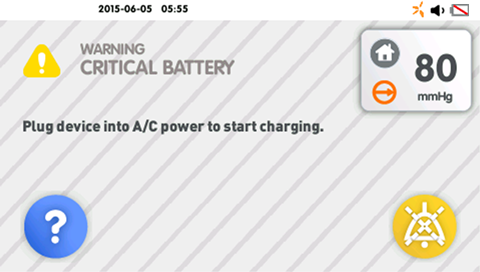 2015-06-05 05:55
WARNING
CRITICAL BATTERY
80
mmHg
Plug device into A/C power to start charging.
?